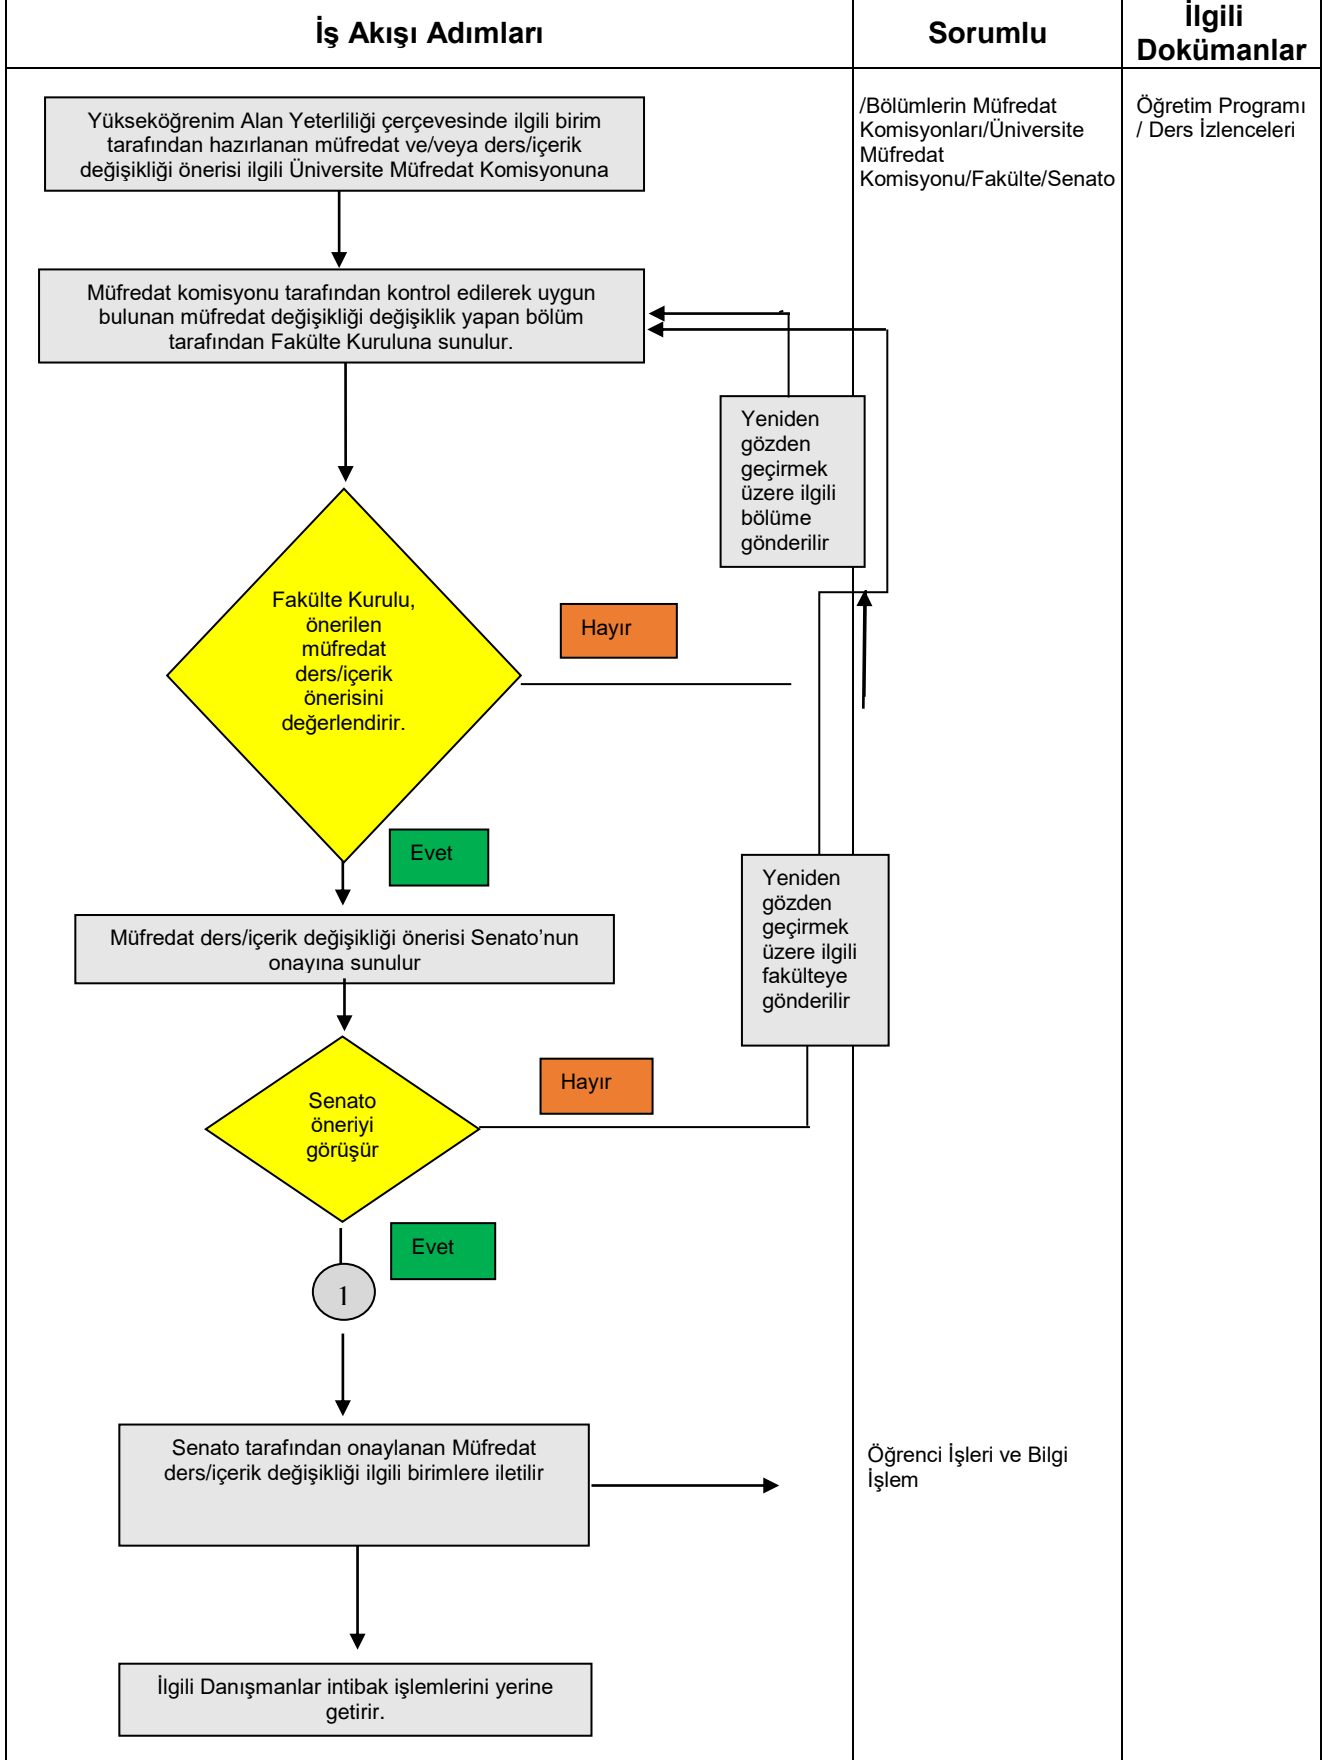 İş Akışı Adımları
Sorumlu
İlgili
Dokümanlar
Yükseköğrenim Alan Yeterliliği çerçevesinde ilgili birim
tarafından hazırlanan müfredat ve/veya ders/içerik
değişikliği önerisi ilgili Üniversite Müfredat Komisyonuna
/Bölümlerin Müfredat
Komisyonları/Üniversite
Müfredat
Komisyonu/Fakülte/Senato
Öğretim Programı
/ Ders İzlenceleri
Müfredat komisyonu tarafından kontrol edilerek uygun
bulunan müfredat değişikliği değişiklik yapan bölüm
tarafından Fakülte Kuruluna sunulur.
Yeniden
gözden
geçirmek
üzere ilgili
bölüme
gönderilir
Fakülte Kurulu,
önerilen
müfredat
ders/içerik
önerisini
değerlendirir.
Hayır
Evet
Yeniden
gözden
geçirmek
üzere ilgili
fakülteye
gönderilir
Müfredat ders/içerik değişikliği önerisi Senato’nun
onayına sunulur
Senato
öneriyi
görüşür
Hayır
Evet
1
Senato tarafından onaylanan Müfredat
ders/içerik değişikliği ilgili birimlere iletilir
Öğrenci İşleri ve Bilgi
İşlem
İlgili Danışmanlar intibak işlemlerini yerine
getirir.